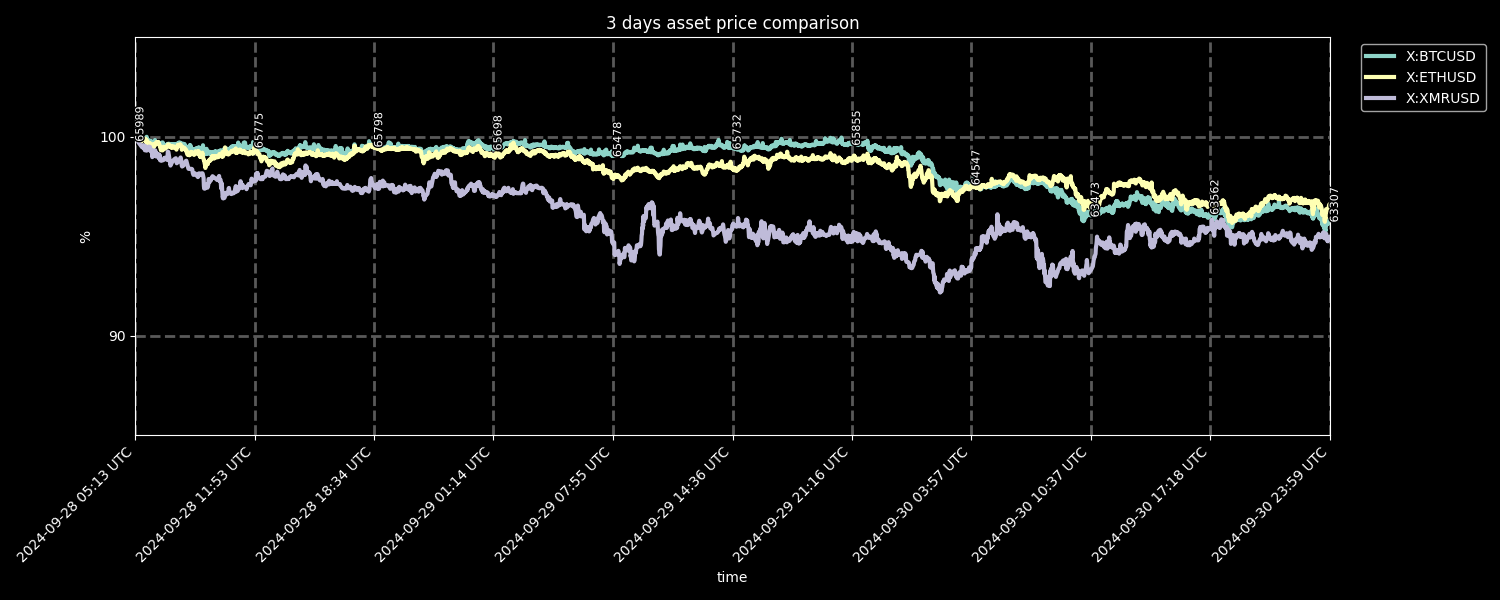 3 days asset price comparison
X:BTCUSD
X:ETHUSD
X:XMRUSD
65989
65775
65798
65698
65478
65732
65855
64547
63473
63562
63307
100
90
%
2024-09-28 05:13 UTC
2024-09-28 11:53 UTC
2024-09-28 18:34 UTC
2024-09-29 01:14 UTC
2024-09-29 07:55 UTC
2024-09-29 14:36 UTC
2024-09-29 21:16 UTC
2024-09-30 03:57 UTC
2024-09-30 10:37 UTC
2024-09-30 17:18 UTC
2024-09-30 23:59 UTC
time